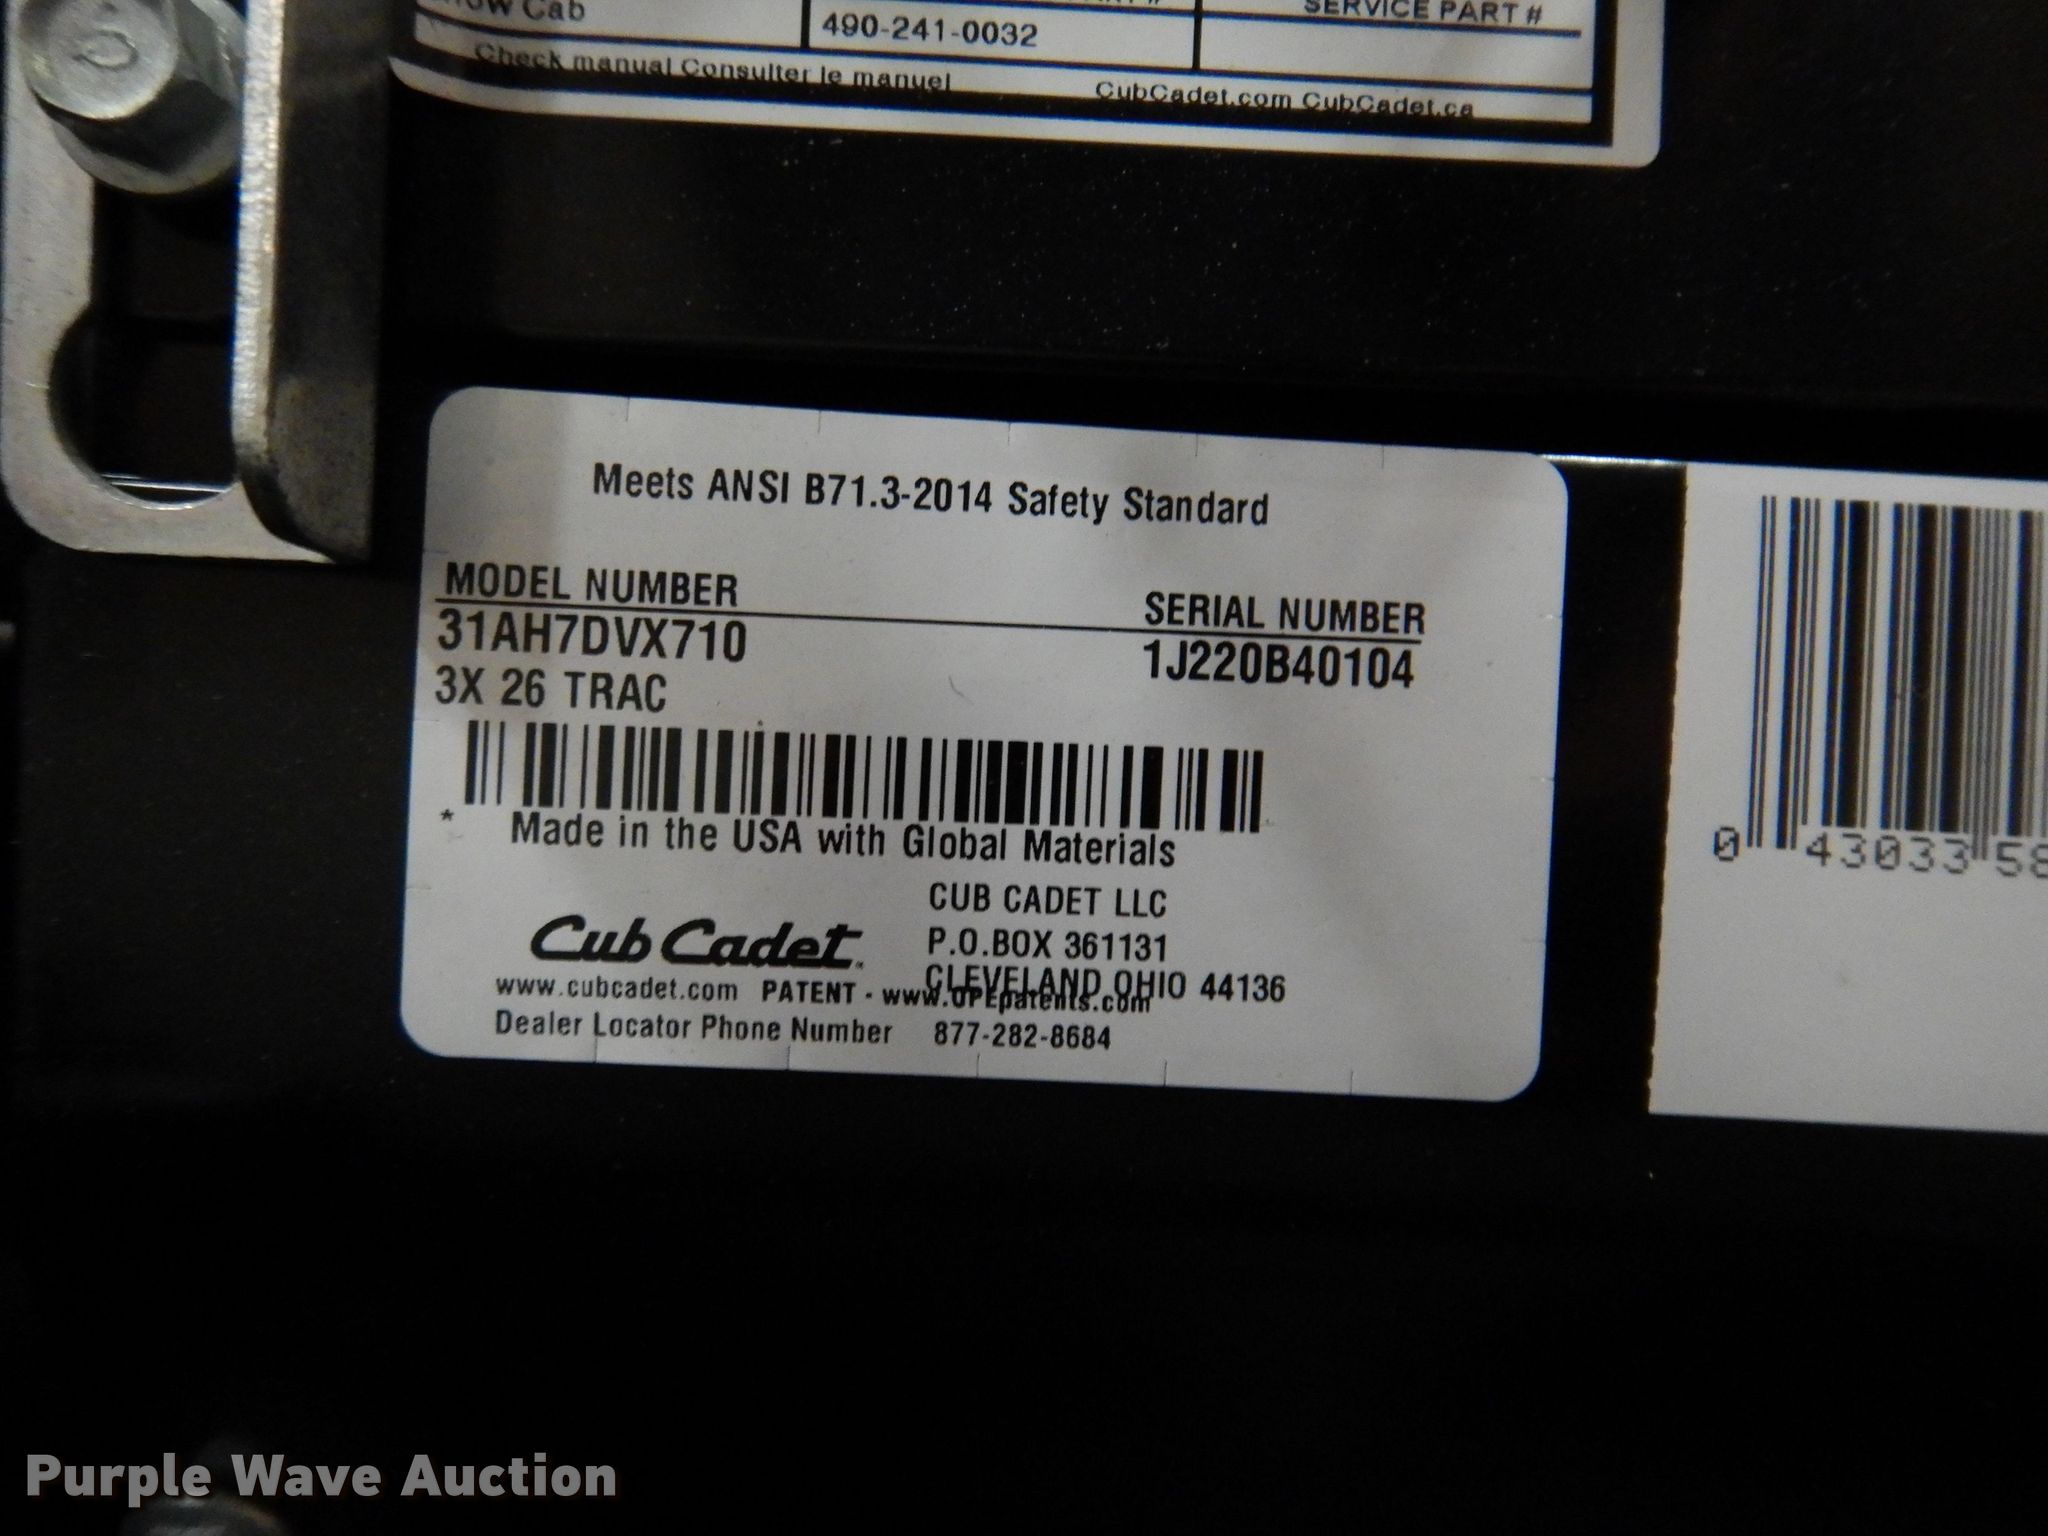 Cab
SERVICE PART #
490-241-0032
Check manual Consulter le manuel
CubCadet.com CubCadet.ca
Meets ANSI B71.3-2014 Safety Standard
MODEL NUMBER
SERIAL NUMBER
31AH7DVX710
1J220B40104
3X 26 TRAC
* Made in the USA with Global Materials
CUB CADET LLC
Cub Cadet
P.O.BOX 361131
CLEVELAND OHIO 44136
www.cubcadet.com PATENT - www.OPEpatents.com
Dealer Locator Phone Number 877-282-8684
0 43033 58
Purple Wave Auction